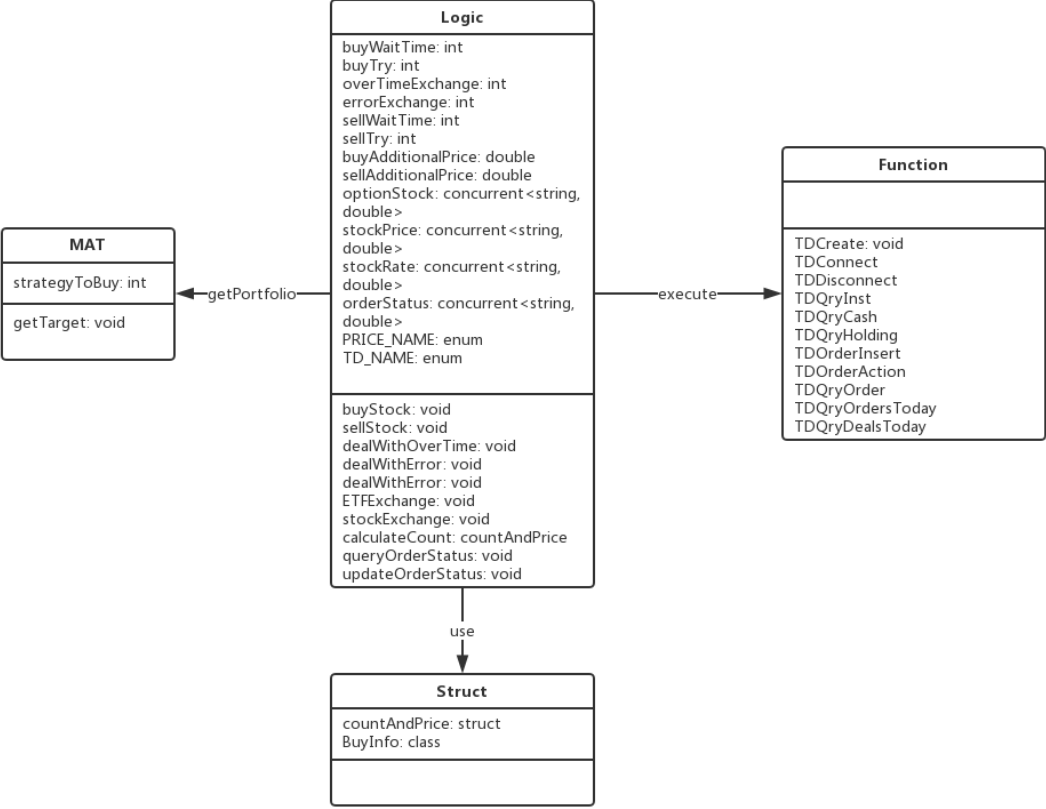 Logic
buyWaitTime: int
buyTry: int
overTimeExchange: int
errorExchange: int
sellWaitTime: int
sellTry: int
buyAdditionalPrice: double
sellAdditionalPrice: double
optionStock: concurrent<string,
double>
stockPrice: concurrent<string,
double>
stockRate: concurrent<string,
double>
orderStatus: concurrent<string,
double>
PRICE_NAME: enum
TD_NAME: enum
buyStock: void
sellStock: void
dealWithOverTime: void
dealWithError: void
dealWithError: void
ETFExchange: void
stockExchange: void
calculateCount: countAndPrice
queryOrderStatus: void
updateOrderStatus: void
MAT
strategyToBuy: int
getTarget: void
getPortfolio
execute
Function
TDCreate: void
TDConnect
TDDisconnect
TDQryInst
TDQryCash
TDQryHolding
TDOrderInsert
TDOrderAction
TDQryOrder
TDQryOrdersToday
TDQryDealsToday
use
Struct
countAndPrice: struct
BuyInfo: class